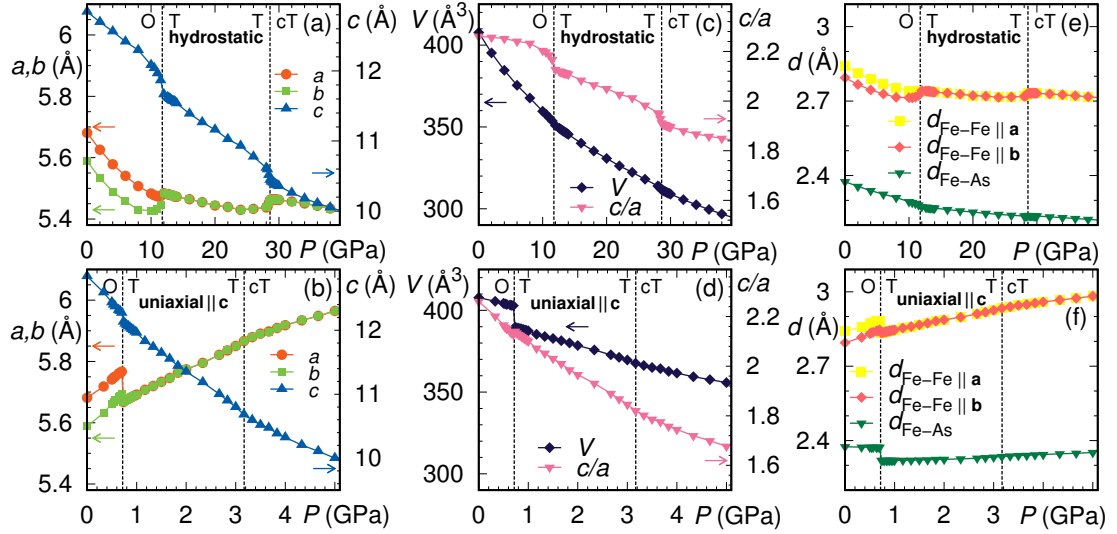 O T T cT (a)
hydrostatic
a,b (Å)
c (Å)
6
5.8
5.6
5.4
12
11
10
a
b
c
0 10 20 30 P (GPa)
O T T cT (c)
hydrostatic
V (Å³
c/a
400
350
300
2.2
2
1.8
1.6
V
c/a
0 10 20 30 P (GPa)
O T T cT (e)
hydrostatic
d (Å)
3
2.7
2.4
dFe−Fe || a
dFe−Fe || b
dFe−As
0 10 20 30 P (GPa)
O T T cT (b)
uniaxial || c
a,b (Å)
c (Å)
6
5.8
5.6
5.4
12
11
10
a
b
c
0 1 2 3 4 P (GPa)
O T T cT (d)
uniaxial || c
V (Å³
c/a
400
350
300
2.2
2
1.8
1.6
V
c/a
0 1 2 3 4 P (GPa)
O T T cT (f)
uniaxial || c
d (Å)
3
2.7
2.4
dFe−Fe || a
dFe−Fe || b
dFe−As
0 1 2 3 4 P (GPa)